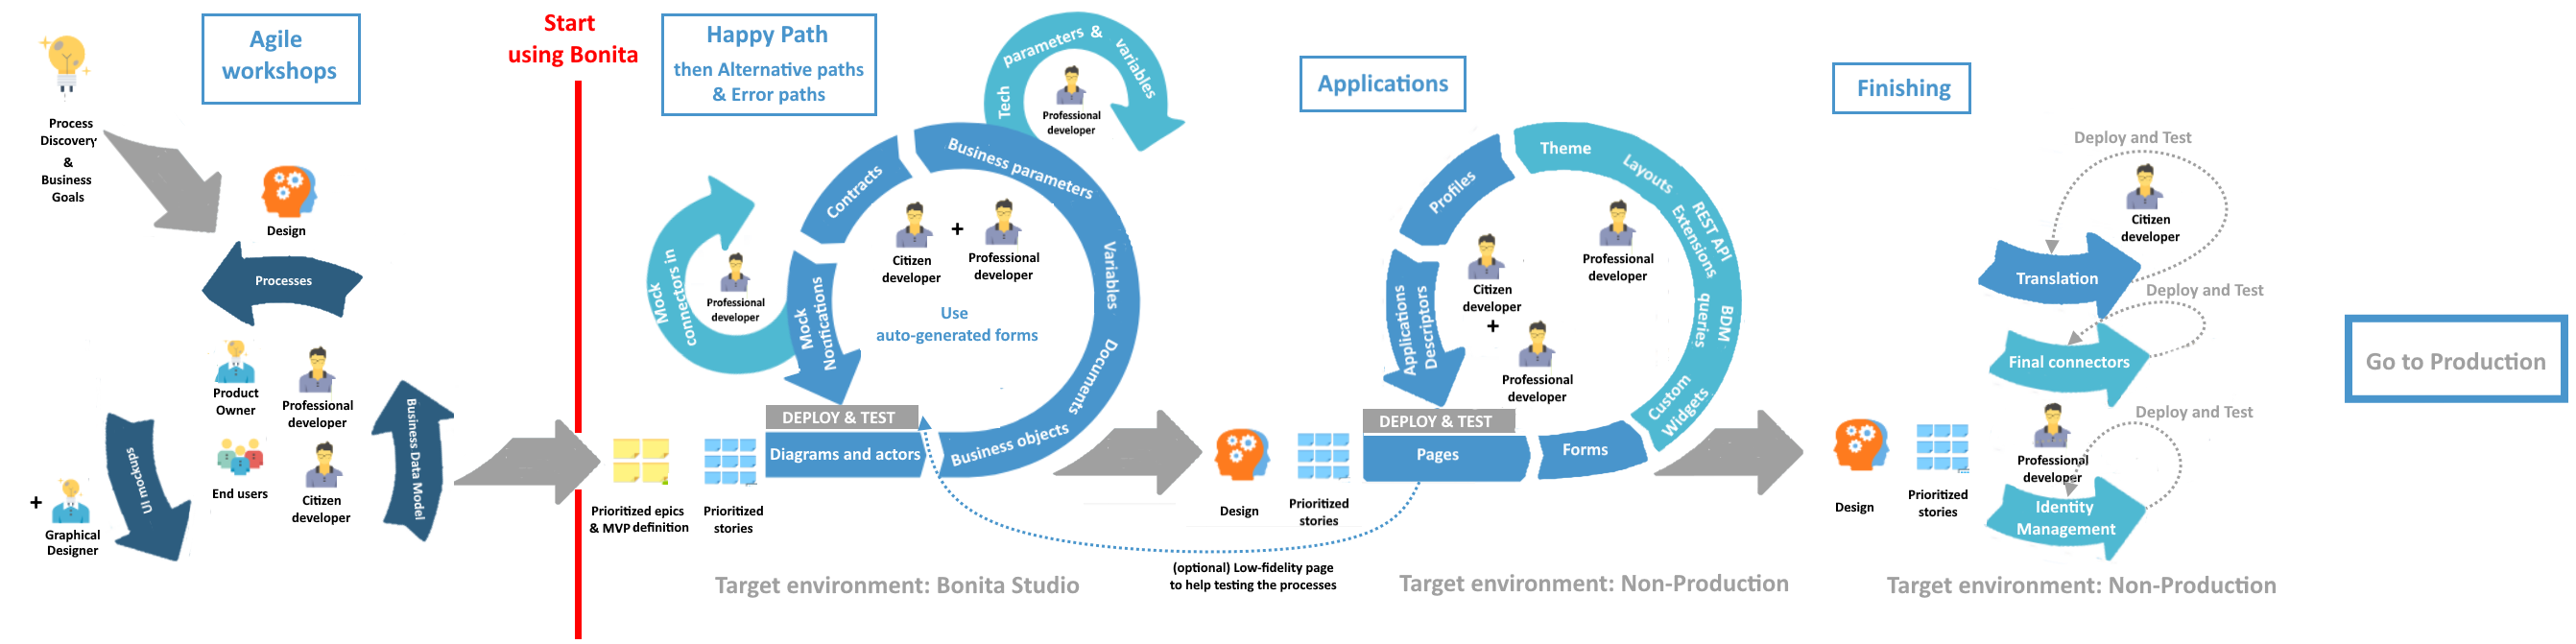 Agile
workshops
Process
Discovery
&
Business
Goals
Design
Processes
Product
Owner
Professional
developer
End users
Citizen
developer
UI mockups
Business Data Model
+
Graphical
Designer
Start
using Bonita
Happy Path
then Alternative paths
& Error paths
Tech parameters & variables
Professional
developer
Mock
connectors in
Professional
developer
Contracts
Business parameters
Variables
Documents
Business objects
Diagrams and actors
DEPLOY & TEST
Mock
Citizen
developer
+
Professional
developer
Use
auto-generated forms
Prioritized epics
& MVP definition
Prioritized
stories
Target environment: Bonita Studio
(optional) Low-fidelity page
to help testing the processes
Applications
Design
Prioritized
stories
Profiles
Applications
Descriptors
Theme
Layouts
REST API
Extensions
BDM
queries
Custom
Widgets
Forms
Pages
DEPLOY & TEST
Citizen
developer
+
Professional
developer
Professional
developer
Target environment: Non-Production
Finishing
Design
Prioritized
stories
Deploy and Test
Citizen
developer
Translation
Deploy and Test
Final connectors
Deploy and Test
Professional
developer
Identity
Management
Target environment: Non-Production
Go to Production